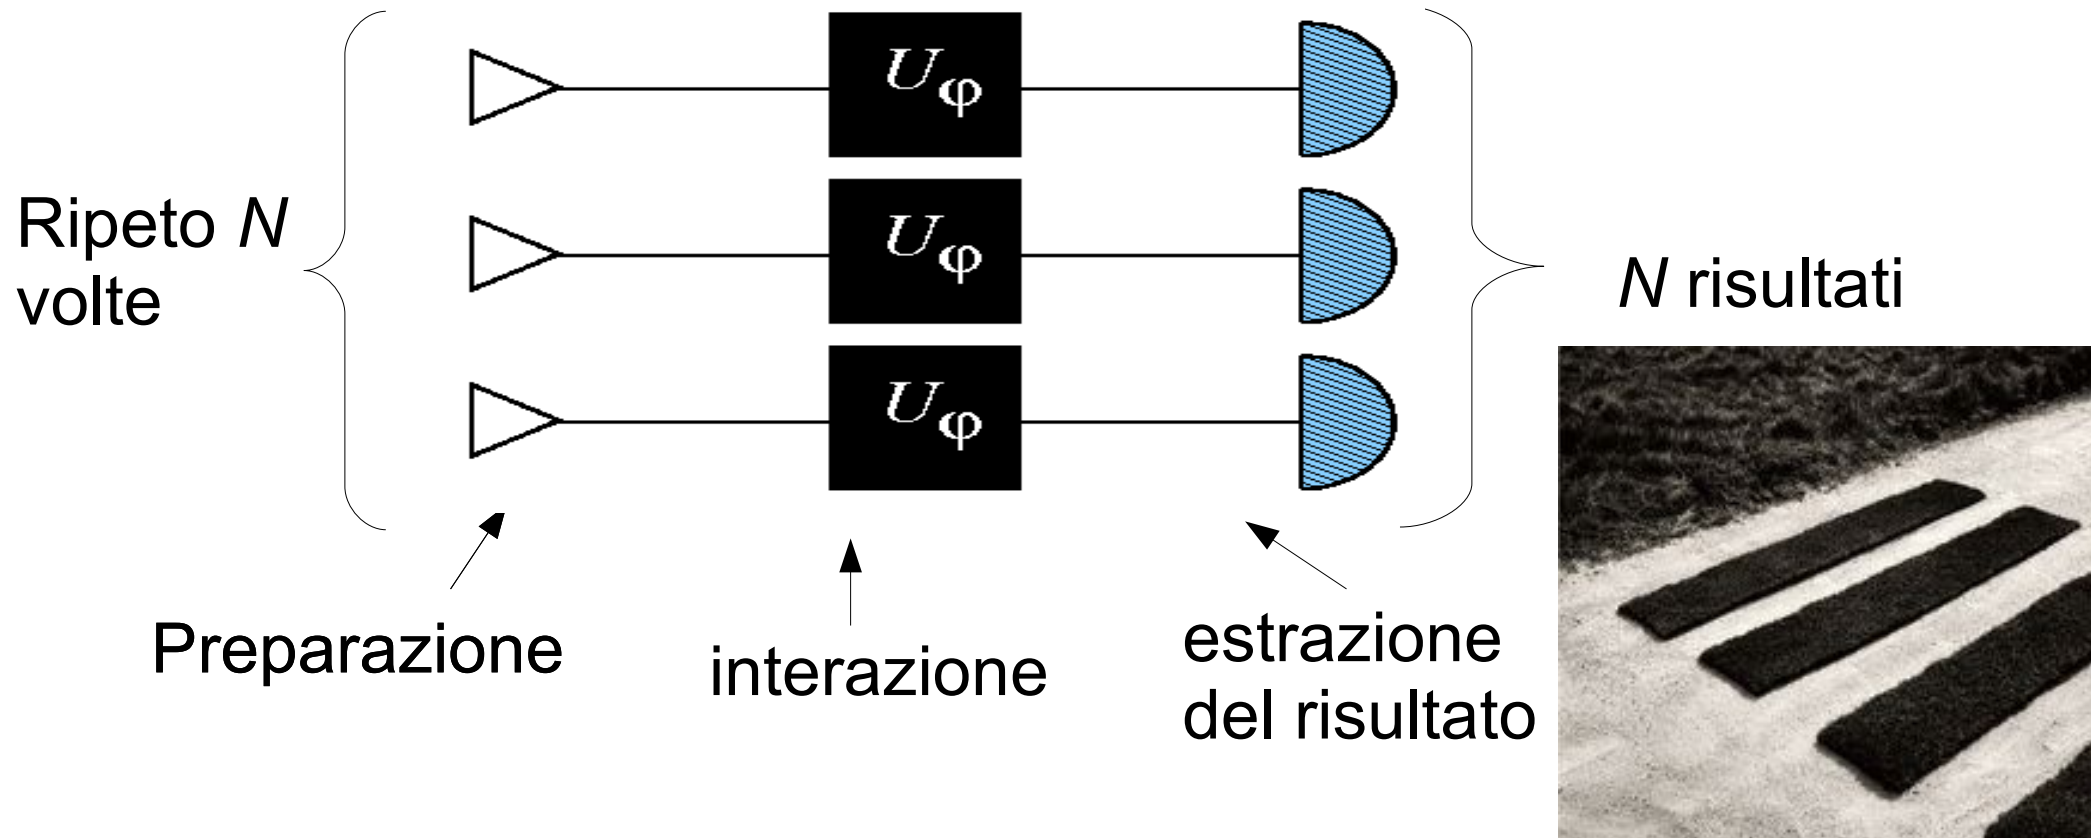 Ripeto N
volte
Uφ
Uφ
Uφ
N risultati
Preparazione
interazione
estrazione
del risultato